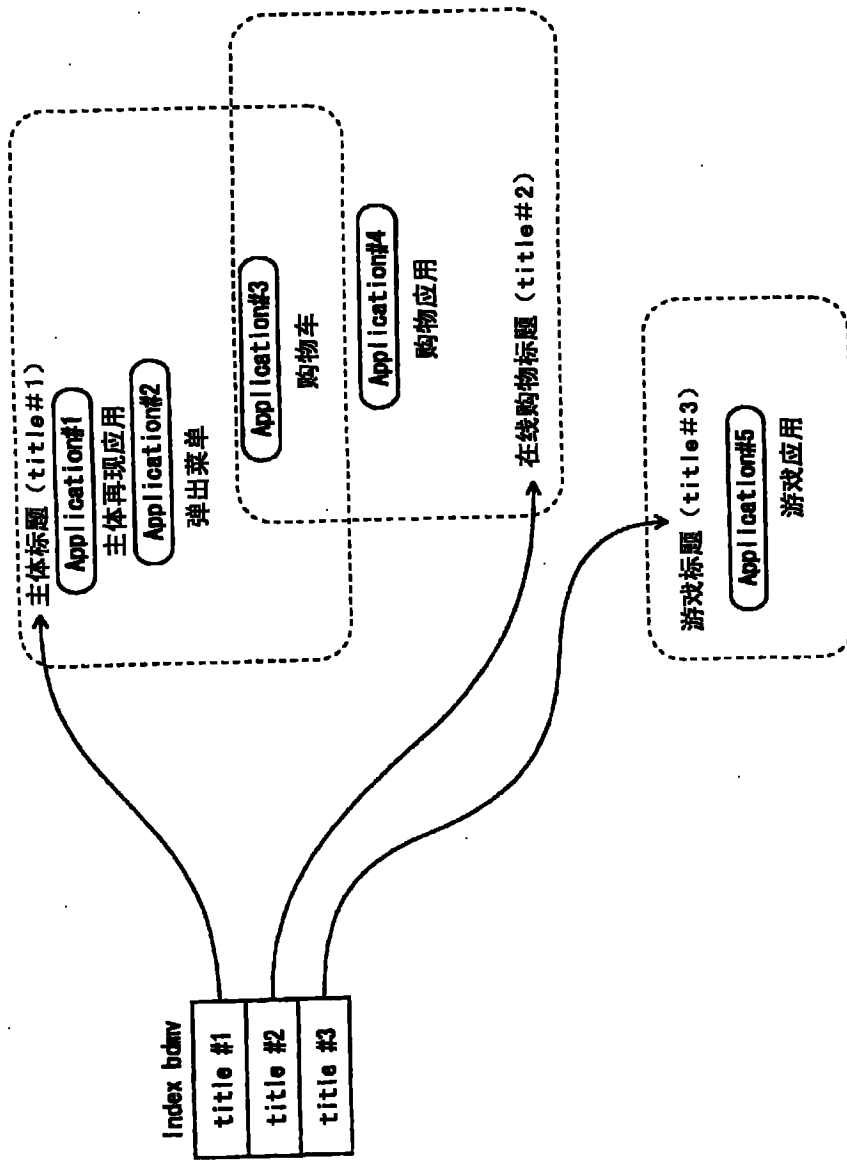 Index bdmv
title #1
title #2
title #3
主体标题 (title#1)
Application#1
主体再现应用
Application#2
弹出菜单
Application#3
购物车
Application#4
购物应用
在线购物标题 (title#2)
游戏标题 (title#3)
Application#5
游戏应用